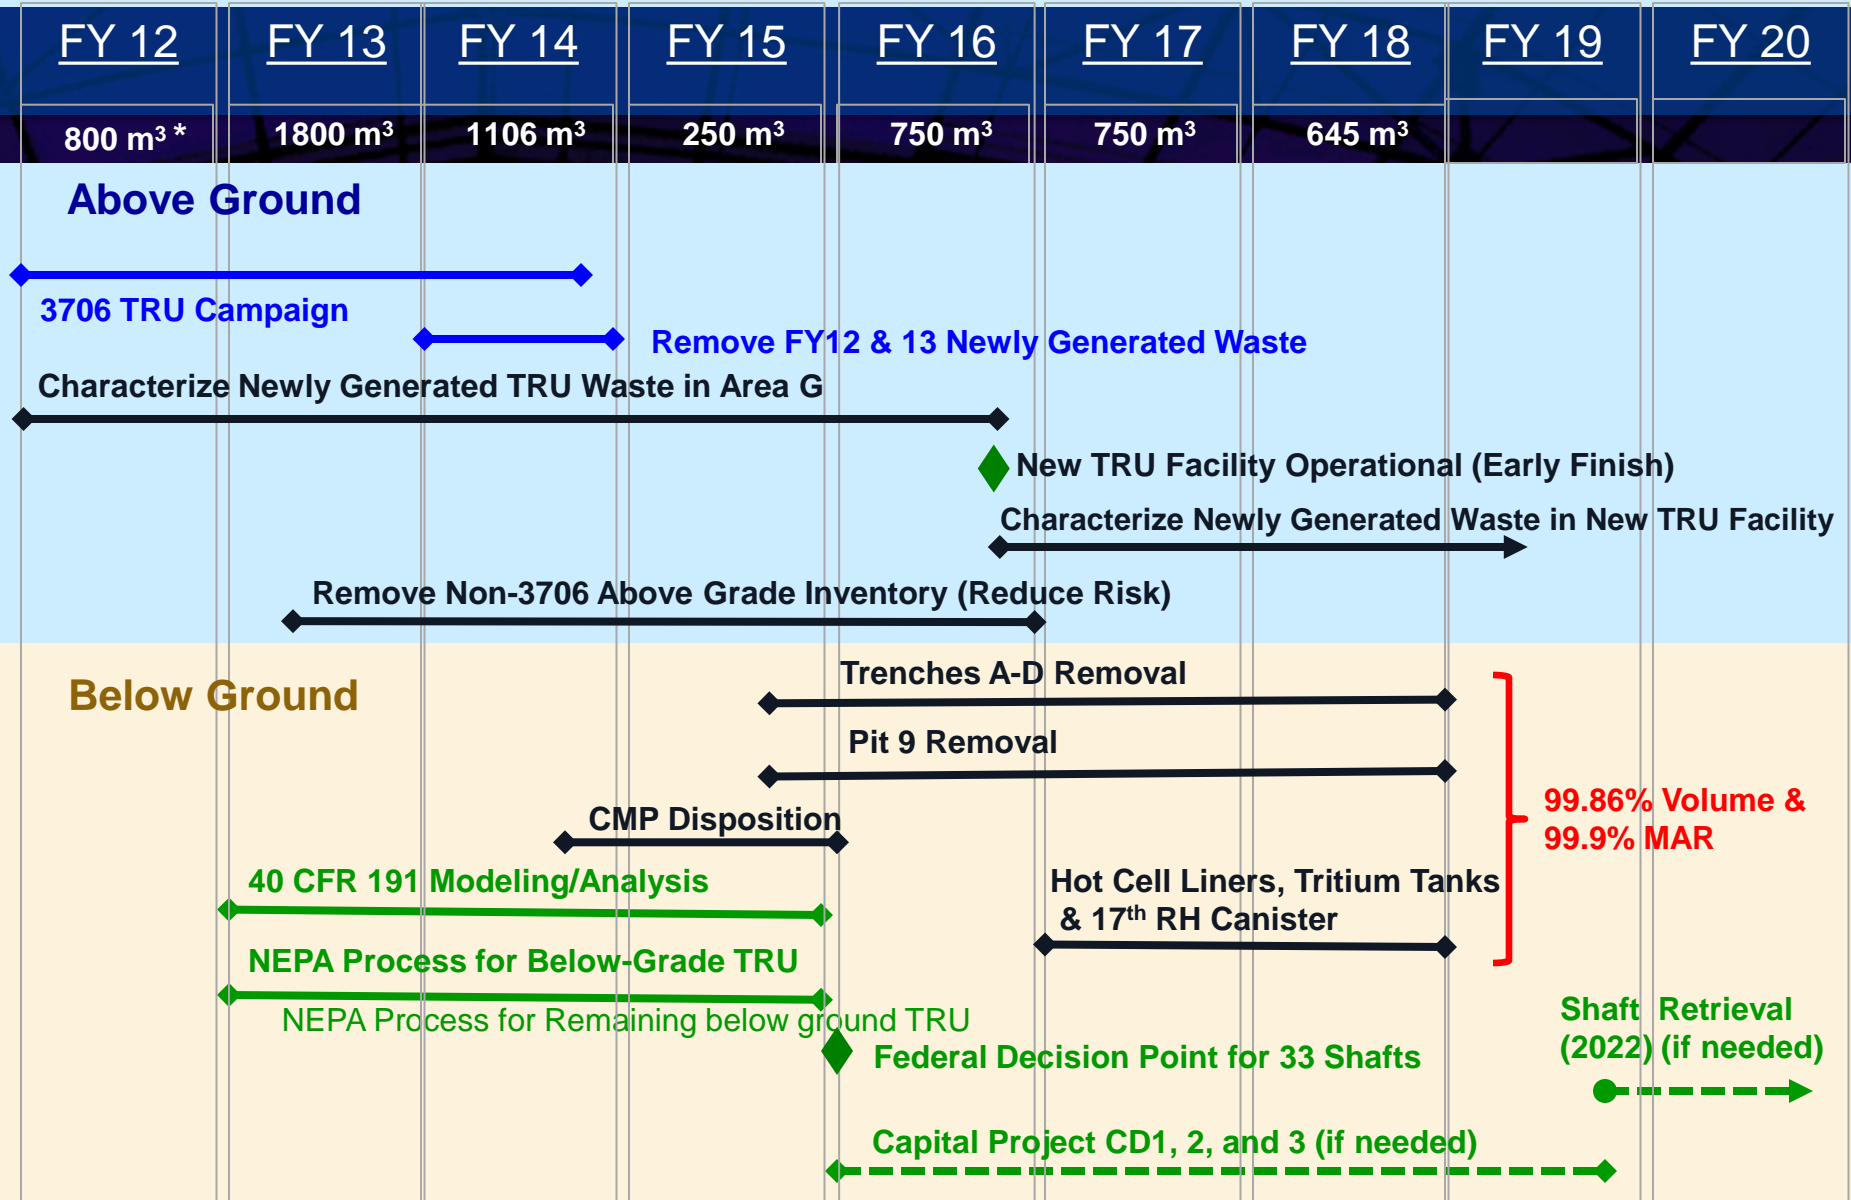 FY 12 FY 13 FY 14 FY 15 FY 16 FY 17 FY 18 FY 19 FY 20
800 m³ * 1800 m³ 1106 m³ 250 m³ 750 m³ 750 m³ 645 m³
Above Ground
3706 TRU Campaign
Remove FY12 & 13 Newly Generated Waste
Characterize Newly Generated TRU Waste in Area G
New TRU Facility Operational (Early Finish)
Characterize Newly Generated Waste in New TRU Facility
Remove Non-3706 Above Grade Inventory (Reduce Risk)
Below Ground
Trenches A-D Removal
Pit 9 Removal
CMP Disposition
99.86% Volume &
99.9% MAR
40 CFR 191 Modeling/Analysis
Hot Cell Liners, Tritium Tanks
& 17th RH Canister
NEPA Process for Below-Grade TRU
NEPA Process for Remaining below ground TRU
Federal Decision Point for 33 Shafts
Shaft Retrieval
(2022) (if needed)
Capital Project CD1, 2, and 3 (if needed)